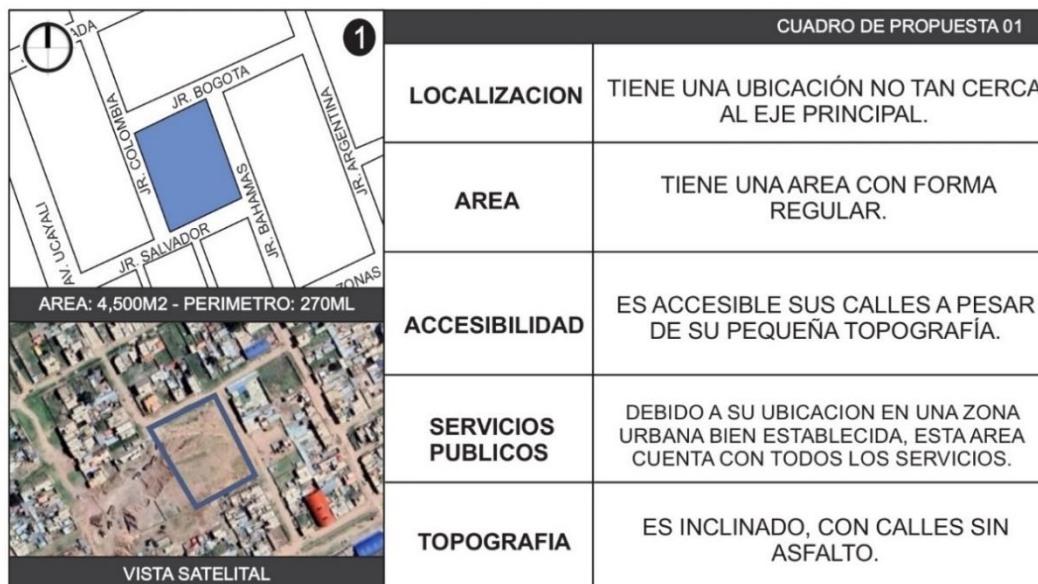 ADA
1
JR. BOGOTA
JR. COLOMBIA
JR. ARGENTINA
JR. BAHAMAS
AV. UCAYALI
JR. SALVADOR
ZONAS
AREA: 4,500M2 - PERIMETRO: 270ML
VISTA SATELITAL
CUADRO DE PROPUESTA 01
LOCALIZACION
TIENE UNA UBICACIÓN NO TAN CERCA
AL EJE PRINCIPAL.
AREA
TIENE UNA AREA CON FORMA
REGULAR.
ACCESIBILIDAD
ES ACCESIBLE SUS CALLES A PESAR
DE SU PEQUEÑA TOPOGRAFÍA.
SERVICIOS
PUBLICOS
DEBIDO A SU UBICACION EN UNA ZONA
URBANA BIEN ESTABLECIDA, ESTA AREA
CUENTA CON TODOS LOS SERVICIOS.
TOPOGRAFIA
ES INCLINADO, CON CALLES SIN
ASFALTO.